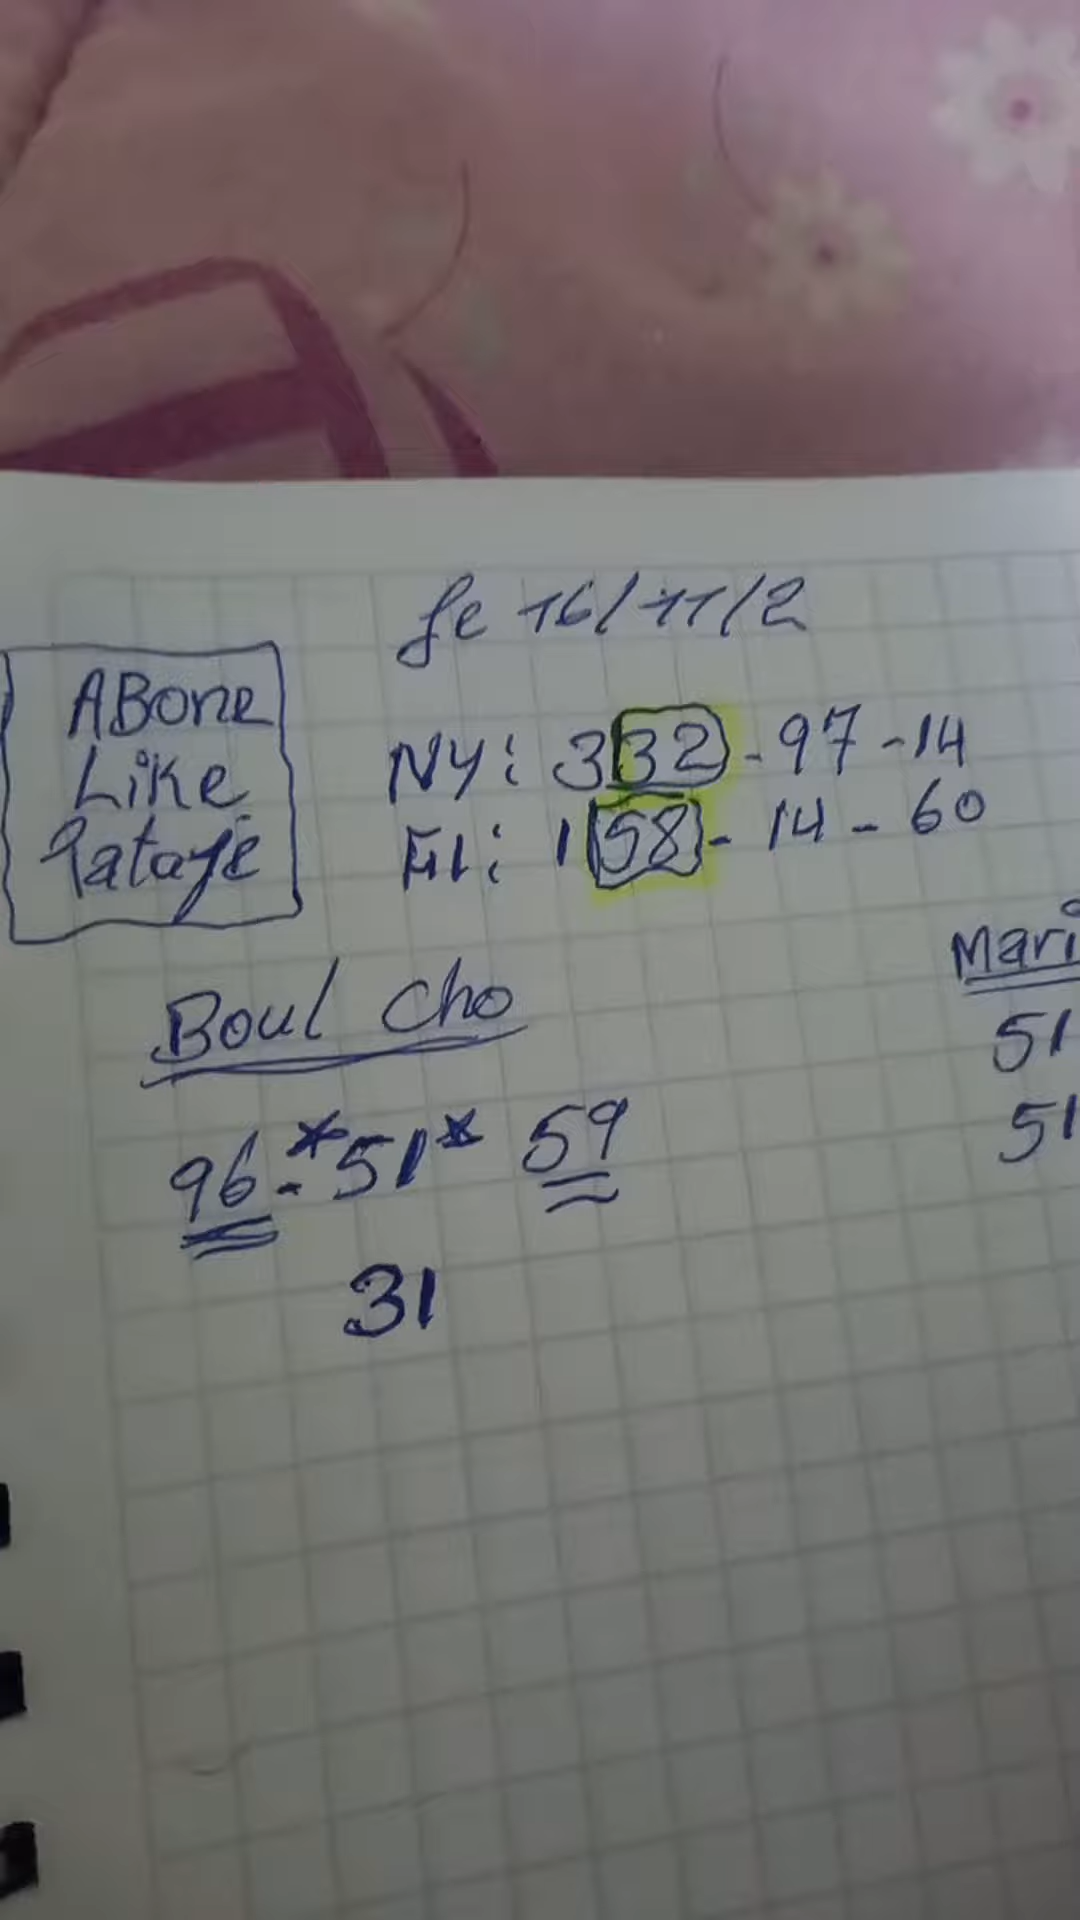 Le 16/11/2
ABone
Like
Pataje
NY: 332 - 97 - 14
Fl: 158 - 14 - 60
Boul Cho
96 - *51* 59
31
Mari
51
51